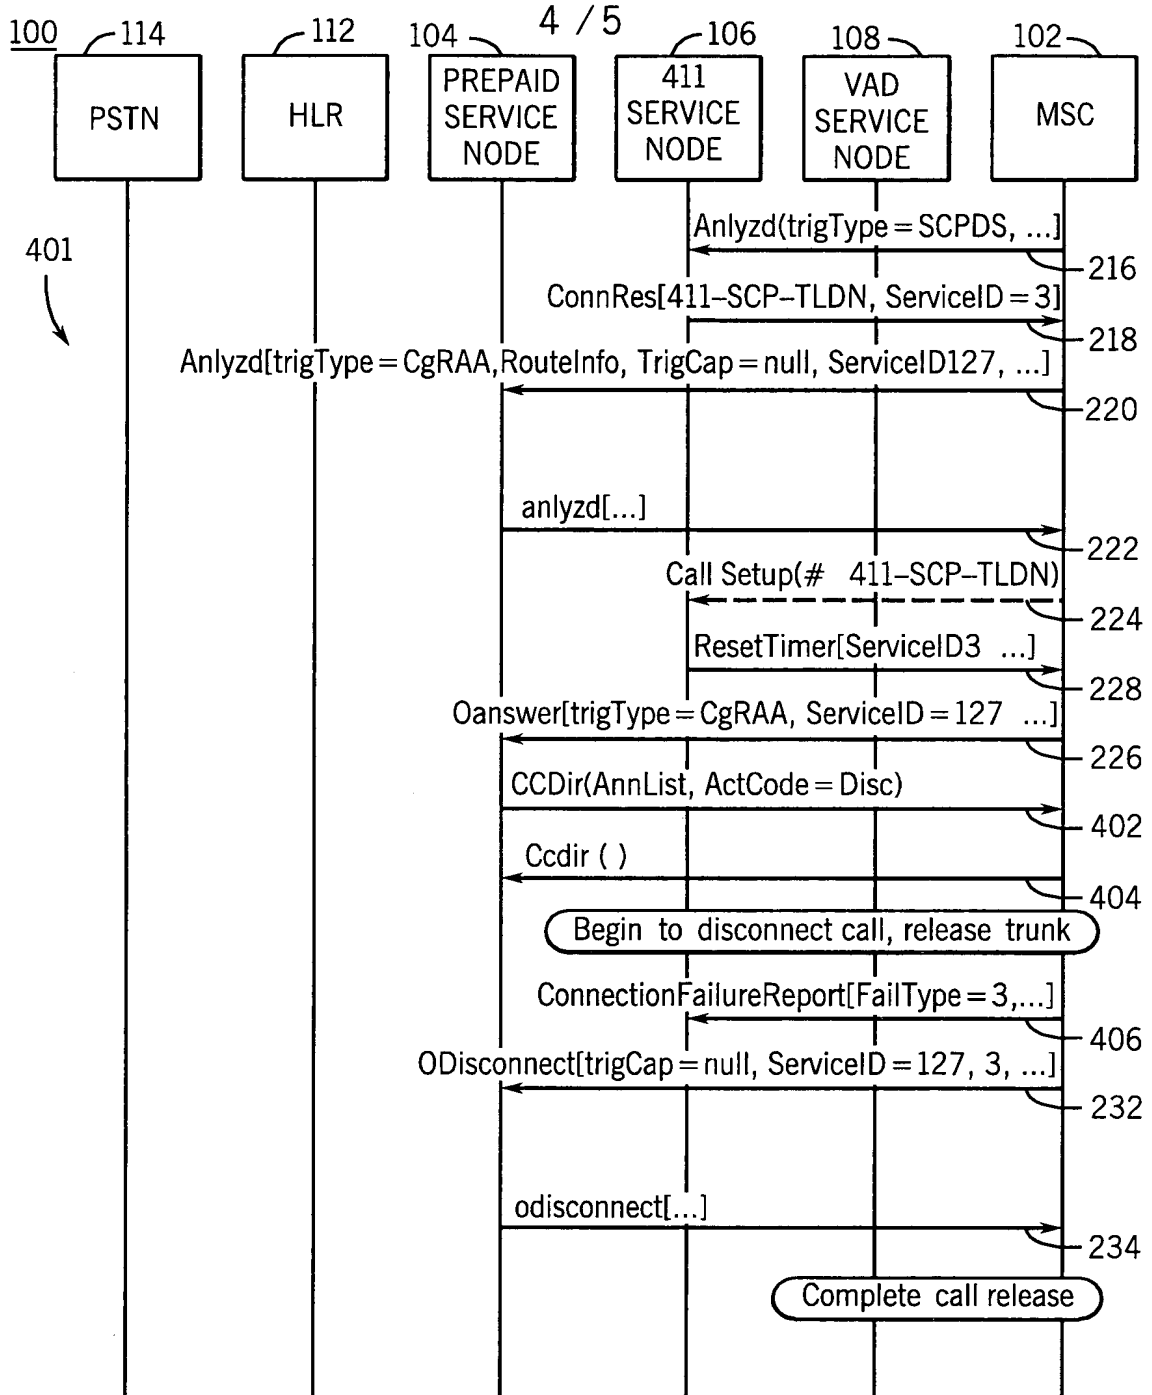 4 / 5
100
114
112
104
106
108
102
PSTN
HLR
PREPAID
SERVICE
NODE
411
SERVICE
NODE
VAD
SERVICE
NODE
MSC
401
Anlyzd(trigType=SCPDS, ...]
216
ConnRes[411-SCP-TLDN, ServiceID=3]
218
Anlyzd[trigType=CgRAA,RouteInfo, TrigCap=null, ServiceID127, ...]
220
anlyzd[...]
222
Call Setup(# 411-SCP-TLDN)
224
ResetTimer[ServiceID3 ...]
228
Oanswer[trigType=CgRAA, ServiceID=127 ...]
226
CCDir(AnnList, ActCode=Disc)
402
Ccdir ( )
404
Begin to disconnect call, release trunk
ConnectionFailureReport[FailType=3,...]
406
ODisconnect[trigCap=null, ServiceID=127, 3, ...]
232
odisconnect[...]
234
Complete call release